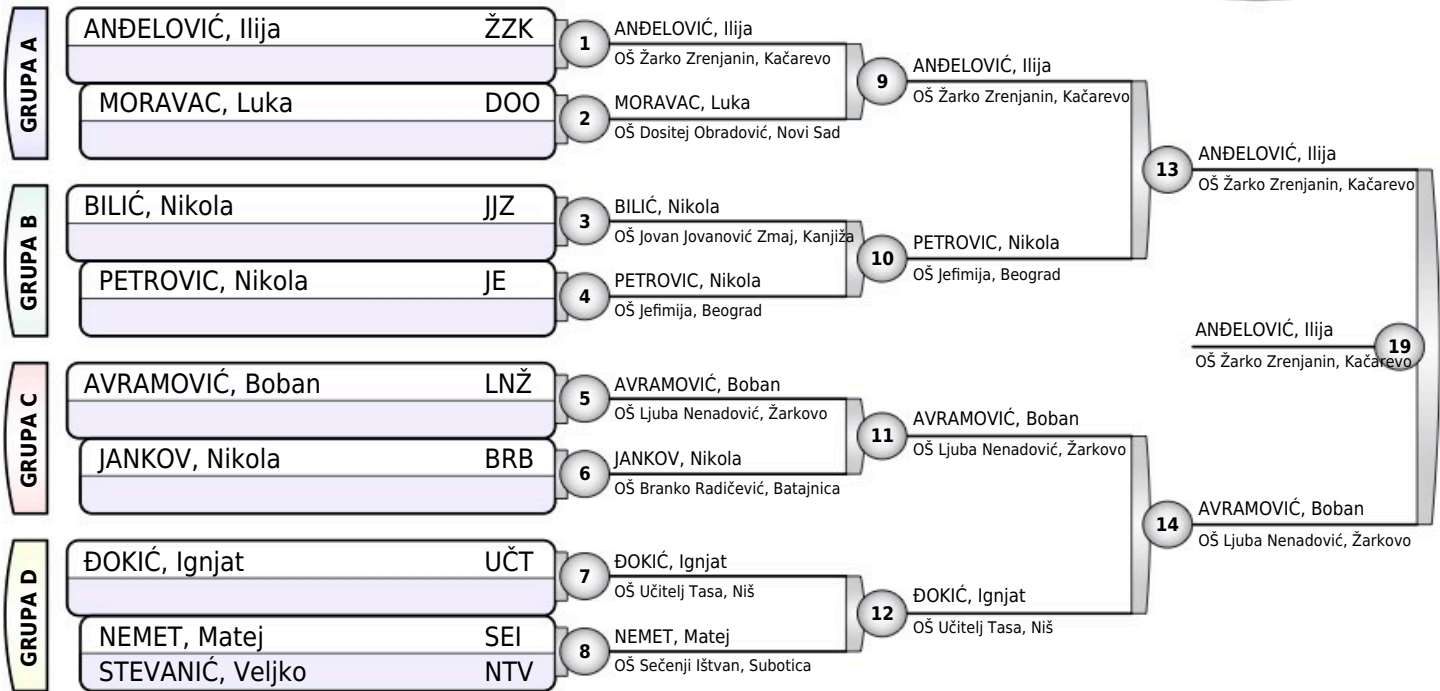 GRUPA A
ANĐELOVIĆ, Ilija ŽZK
MORAVAC, Luka DOO
1
ANĐELOVIĆ, Ilija
OŠ Žarko Zrenjanin, Kačarevo
2
MORAVAC, Luka
OŠ Dositej Obradović, Novi Sad
9
ANĐELOVIĆ, Ilija
OŠ Žarko Zrenjanin, Kačarevo
GRUPA B
BILIĆ, Nikola JJZ
PETROVIC, Nikola JE
3
BILIĆ, Nikola
OŠ Jovan Jovanović Zmaj, Kanjiža
4
PETROVIC, Nikola
OŠ Jefimija, Beograd
10
PETROVIC, Nikola
OŠ Jefimija, Beograd
13
ANĐELOVIĆ, Ilija
OŠ Žarko Zrenjanin, Kačarevo
GRUPA C
AVRAMOVIĆ, Boban LNŽ
JANKOV, Nikola BRB
5
AVRAMOVIĆ, Boban
OŠ Ljuba Nenadović, Žarkovo
6
JANKOV, Nikola
OŠ Branko Radičević, Batajnica
11
AVRAMOVIĆ, Boban
OŠ Ljuba Nenadović, Žarkovo
GRUPA D
ĐOKIĆ, Ignjat UČT
NEMET, Matej SEI
STEVANIĆ, Veljko NTV
7
ĐOKIĆ, Ignjat
OŠ Učitelj Tasa, Niš
8
NEMET, Matej
OŠ Sečenji Ištvan, Subotica
12
ĐOKIĆ, Ignjat
OŠ Učitelj Tasa, Niš
14
AVRAMOVIĆ, Boban
OŠ Ljuba Nenadović, Žarkovo
ANĐELOVIĆ, Ilija
19
OŠ Žarko Zrenjanin, Kačarevo